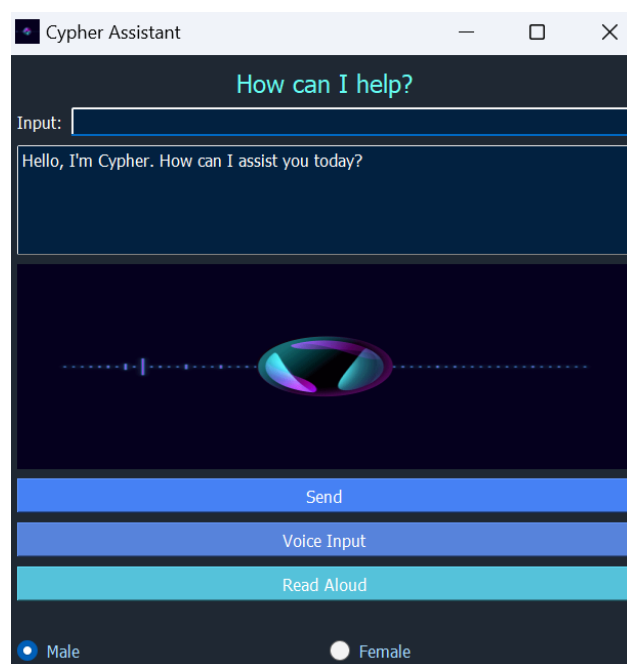 Cypher Assistant
How can I help?
Input:
Hello, I'm Cypher. How can I assist you today?
Send
Voice Input
Read Aloud
Male Female